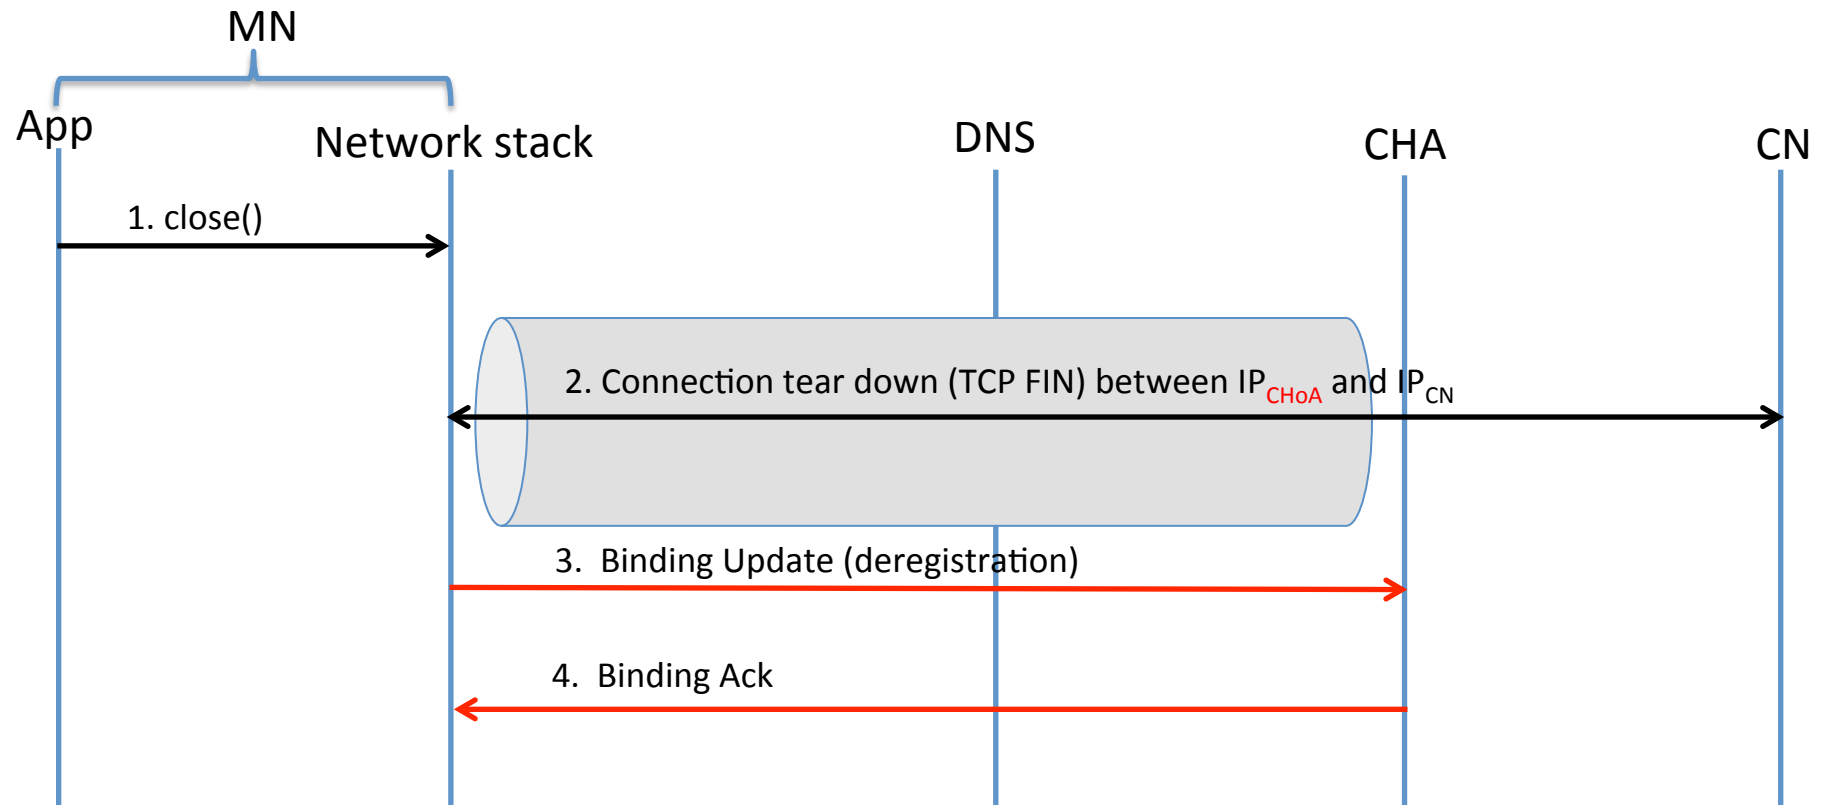 MN
App
Network stack
DNS
CHA
CN
1. close()
2. Connection tear down (TCP FIN) between IPCHoA and IPCN
3. Binding Update (deregistration)
4. Binding Ack